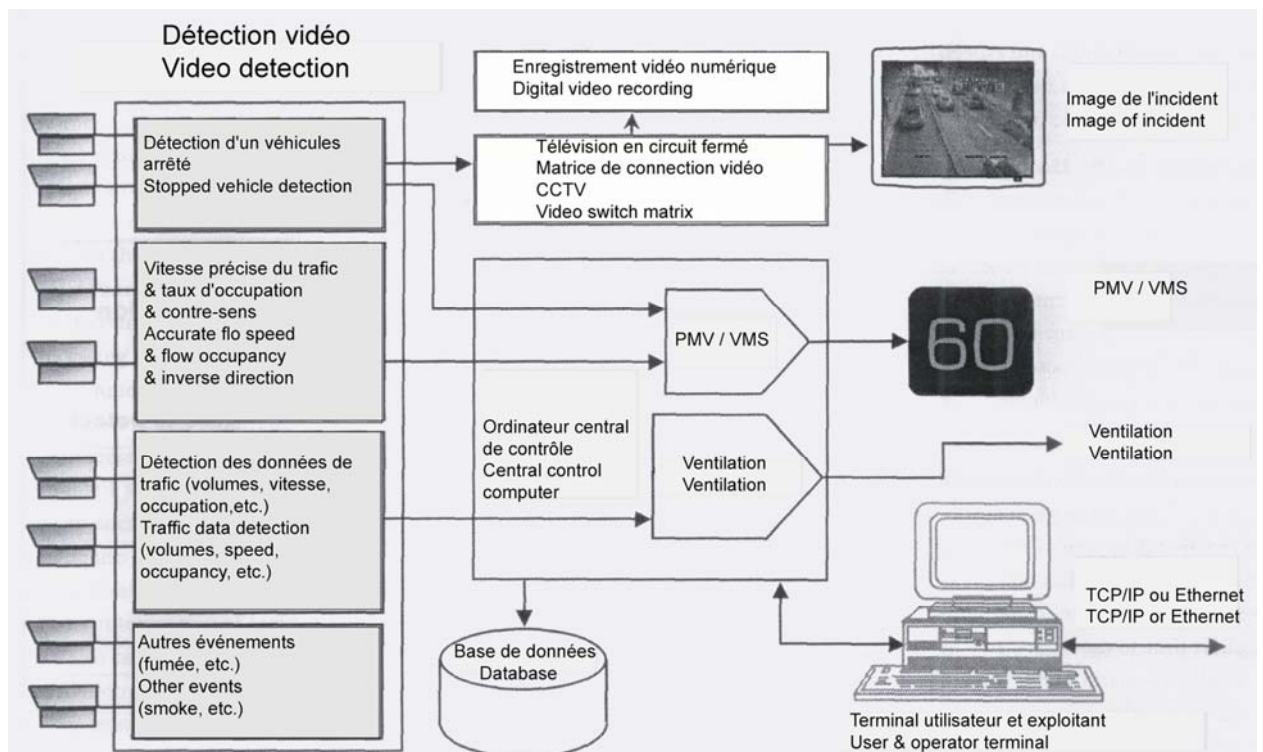 Détection vidéo
Video detection
Détection d'un véhicules
arrêté
Stopped vehicle detection
Vitesse précise du trafic
& taux d'occupation
& contre-sens
Accurate flo speed
& flow occupancy
& inverse direction
Détection des données de
trafic (volumes, vitesse,
occupation,etc.)
Traffic data detection
(volumes, speed,
occupancy, etc.)
Autres événements
(fumée, etc.)
Other events
(smoke, etc.)
Enregistrement vidéo numérique
Digital video recording
Télévision en circuit fermé
Matrice de connection vidéo
CCTV
Video switch matrix
Image de l'incident
Image of incident
PMV / VMS
60
PMV / VMS
Ordinateur central
de contrôle
Central control
computer
Ventilation
Ventilation
Ventilation
Ventilation
Base de données
Database
TCP/IP ou Ethernet
TCP/IP or Ethernet
Terminal utilisateur et exploitant
User & operator terminal